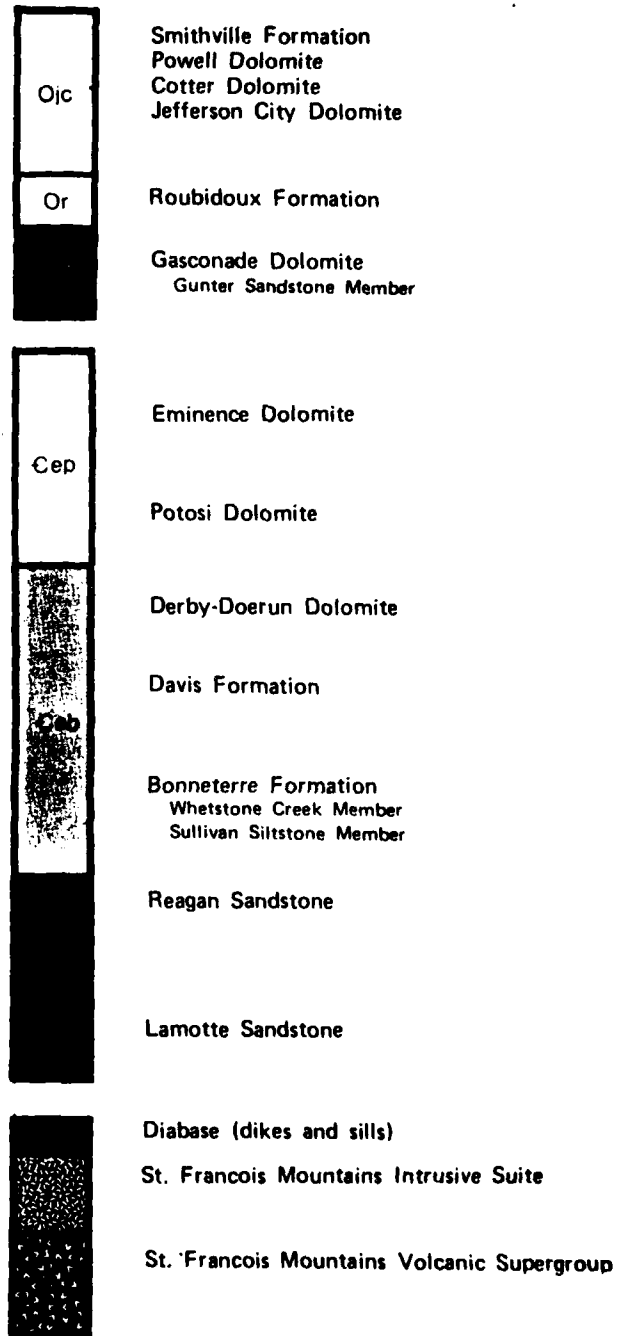 Ojc
Smithville Formation
Powell Dolomite
Cotter Dolomite
Jefferson City Dolomite
Or
Roubidoux Formation
Gasconade Dolomite
Gunter Sandstone Member
Eminence Dolomite
Єep
Potosi Dolomite
Derby-Doerun Dolomite
Davis Formation
Bonneterre Formation
Whetstone Creek Member
Sullivan Siltstone Member
Reagan Sandstone
Lamotte Sandstone
Diabase (dikes and sills)
St. Francois Mountains Intrusive Suite
St. Francois Mountains Volcanic Supergroup